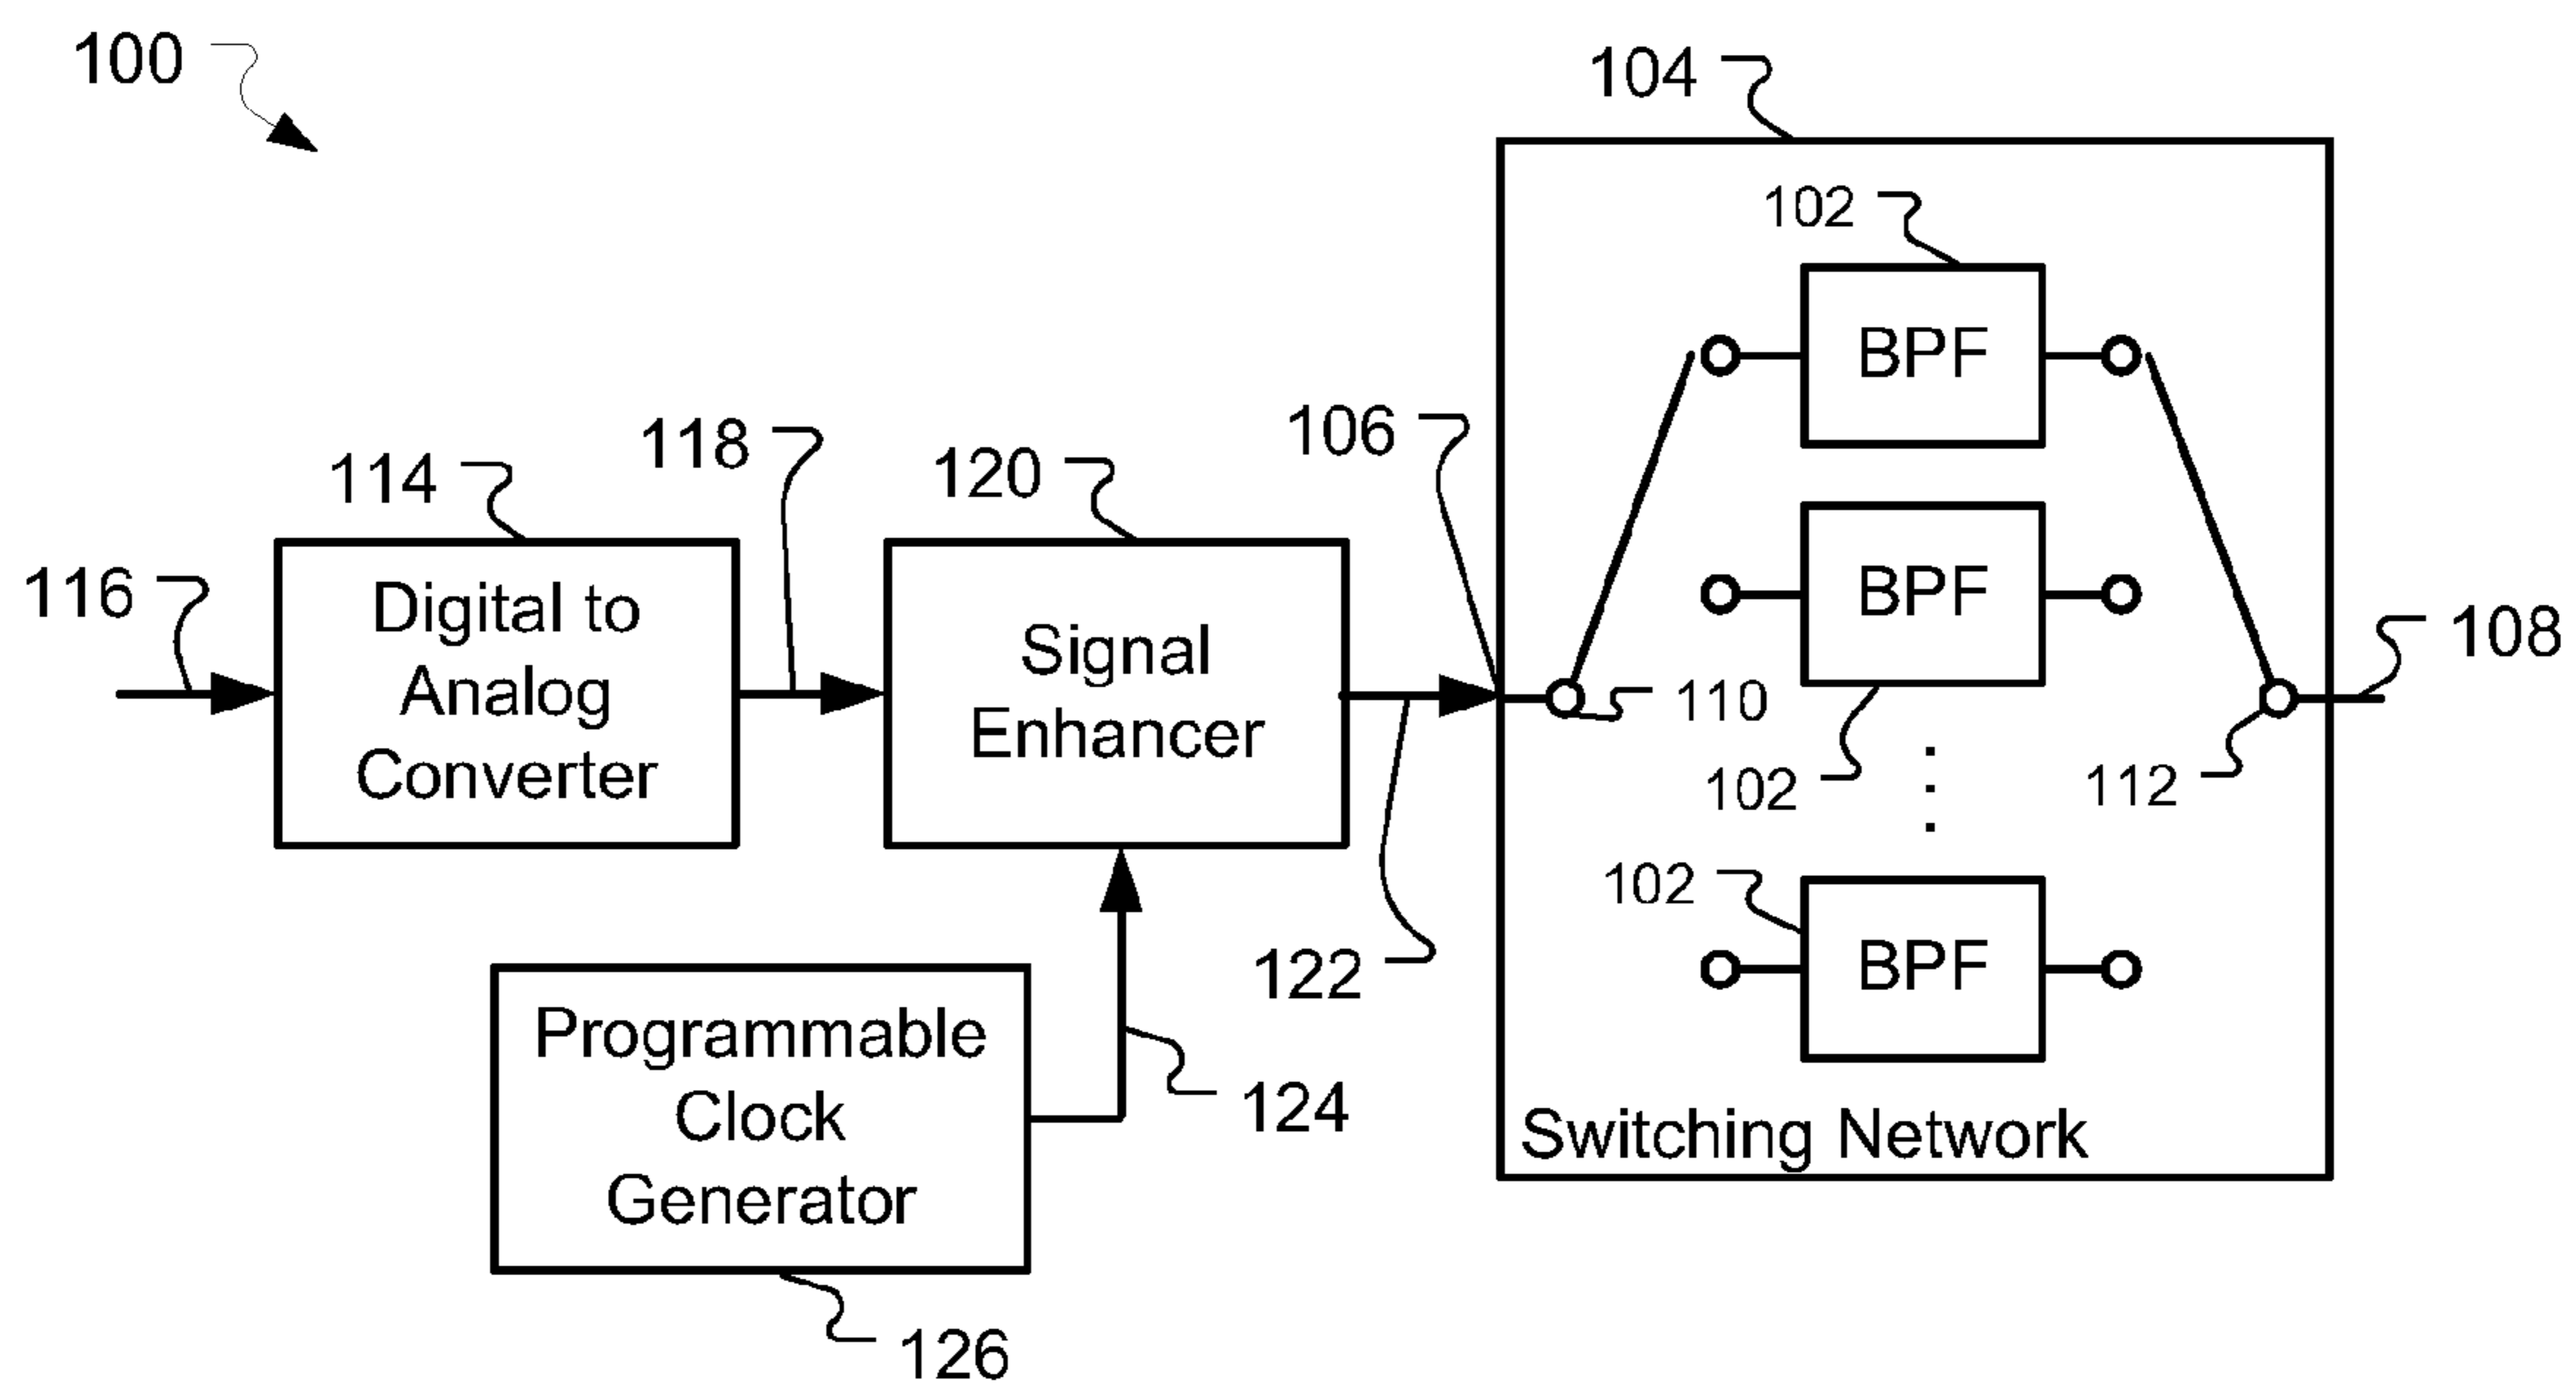 100
104
102
BPF
106
118
114
120
116
Digital to
Analog
Converter
Signal
Enhancer
BPF
108
110
102
112
⋮
102
BPF
122
124
Programmable
Clock
Generator
Switching Network
126